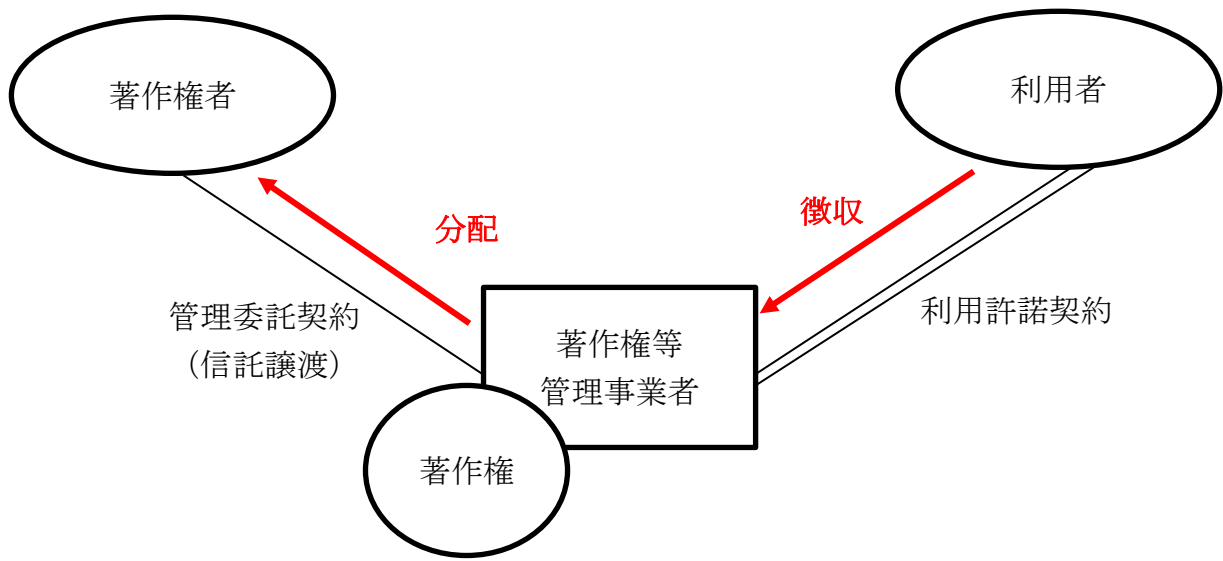 著作権者
利用者
分配
徴収
管理委託契約
（信託譲渡）
利用許諾契約
著作権等
管理事業者
著作権